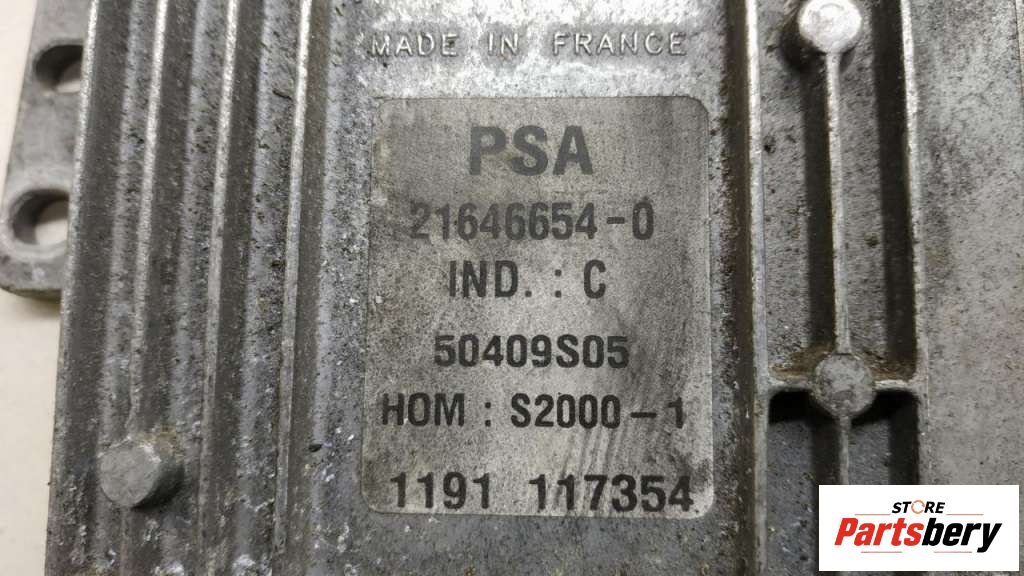 MADE IN FRANCE
PSA
21646654-0
IND. : C
50409S05
HOM : S2000-1
1191 117354
STORE
Partsbery